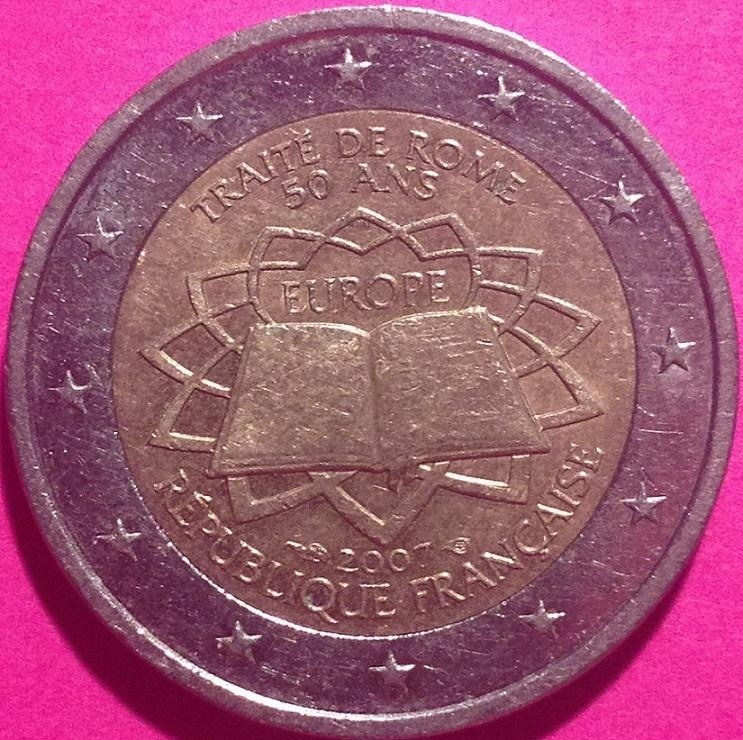 TRAITÉ DE ROME
50 ANS
EUROPE
2007
RÉPUBLIQUE FRANÇAISE